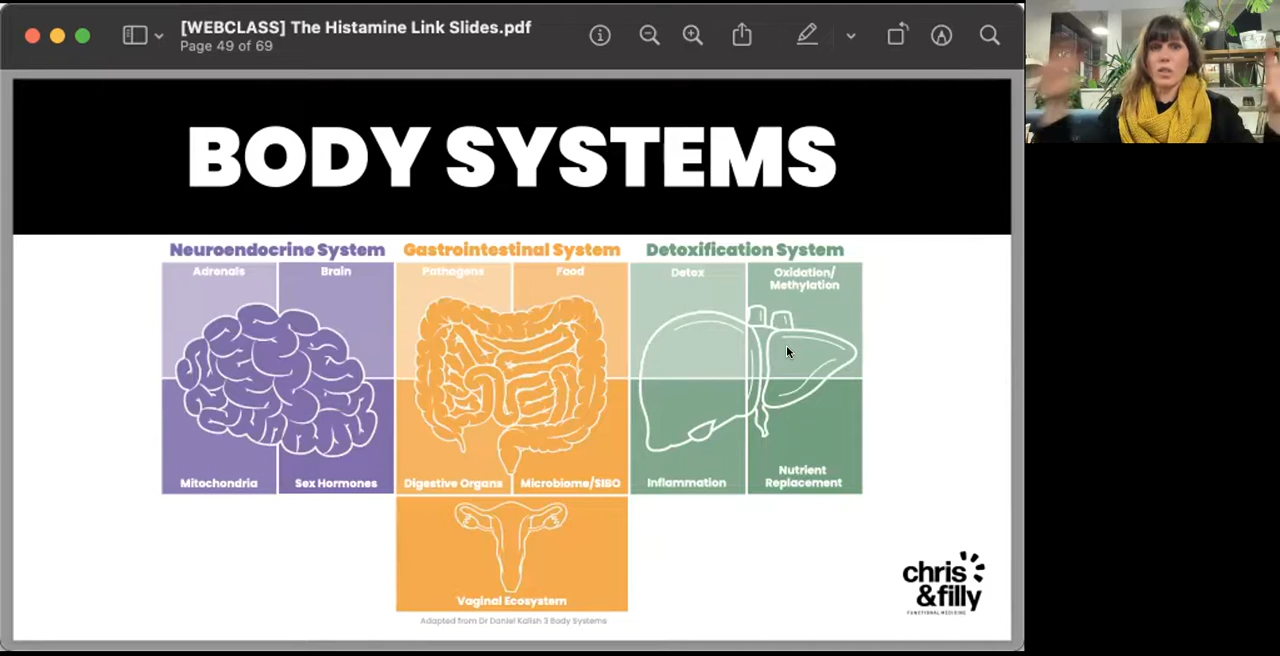 [WEBCLASS] The Histamine Link Slides.pdf
Page 49 of 69
BODY SYSTEMS
Neuroendocrine System
Gastrointestinal System
Detoxification System
Adrenals
Brain
Pathogens
Food
Detox
Oxidation/
Methylation
Mitochondria
Sex Hormones
Digestive Organs
Microbiome/SIBO
Inflammation
Nutrient
Replacement
Vaginal Ecosystem
Adapted from Dr Daniel Kalish 3 Body Systems
chris
&filly
FUNCTIONAL MEDICINE